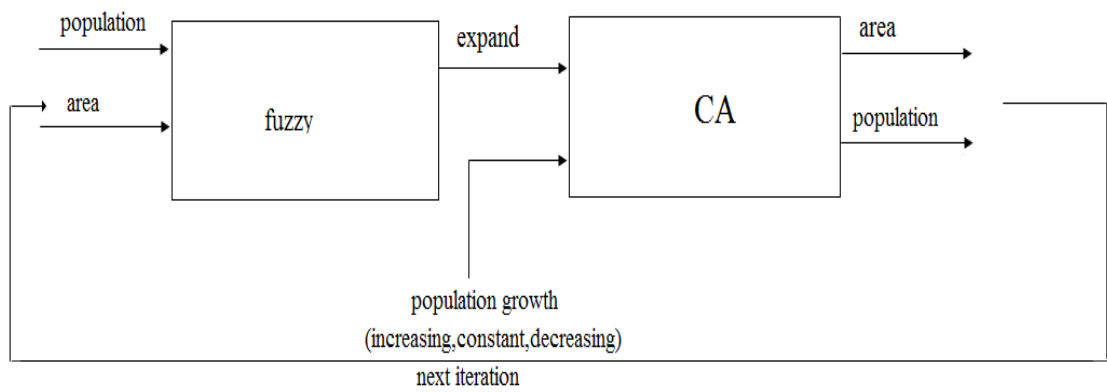 population
area
fuzzy
expand
CA
area
population
population growth
(increasing,constant,decreasing)
next iteration